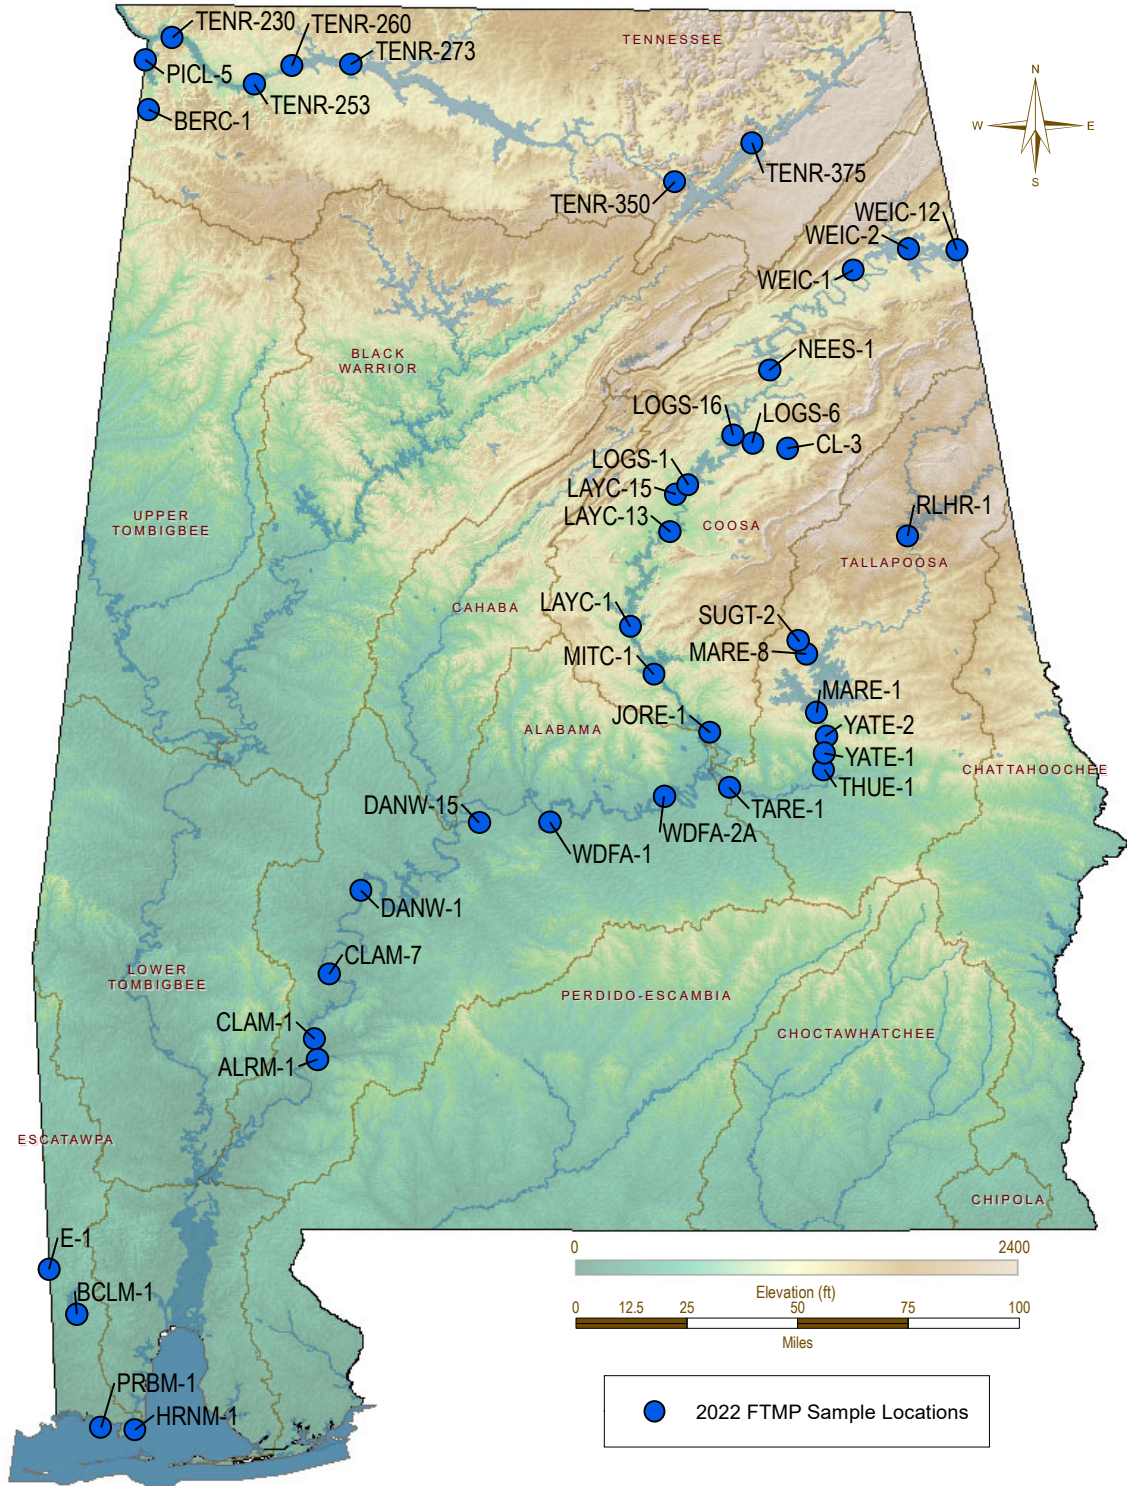 TENR-230
TENR-260
TENNESSEE
TENR-273
PICL-5
TENR-253
BERC-1
N
W
E
S
TENR-375
TENR-350
WEIC-12
WEIC-2
WEIC-1
BLACK
WARRIOR
NEES-1
LOGS-16
LOGS-6
CL-3
LOGS-1
LAYC-15
LAYC-13
COOSA
RLHR-1
UPPER
TOMBIGBEE
TALLAPOOSA
CAHABA
LAYC-1
SUGT-2
MARE-8
MITC-1
MARE-1
JORE-1
YATE-2
ALABAMA
YATE-1
CHATTAHOOCHEE
THUE-1
DANW-15
TARE-1
WDFA-2A
WDFA-1
DANW-1
CLAM-7
LOWER
TOMBIGBEE
PERDIDO-ESCAMBIA
CLAM-1
CHOCTAWHATCHEE
ALRM-1
ESCATAWPA
CHIPOLA
E-1
0
2400
BCLM-1
Elevation (ft)
0
12.5
25
50
75
100
Miles
PRBM-1
HRNM-1
2022 FTMP Sample Locations